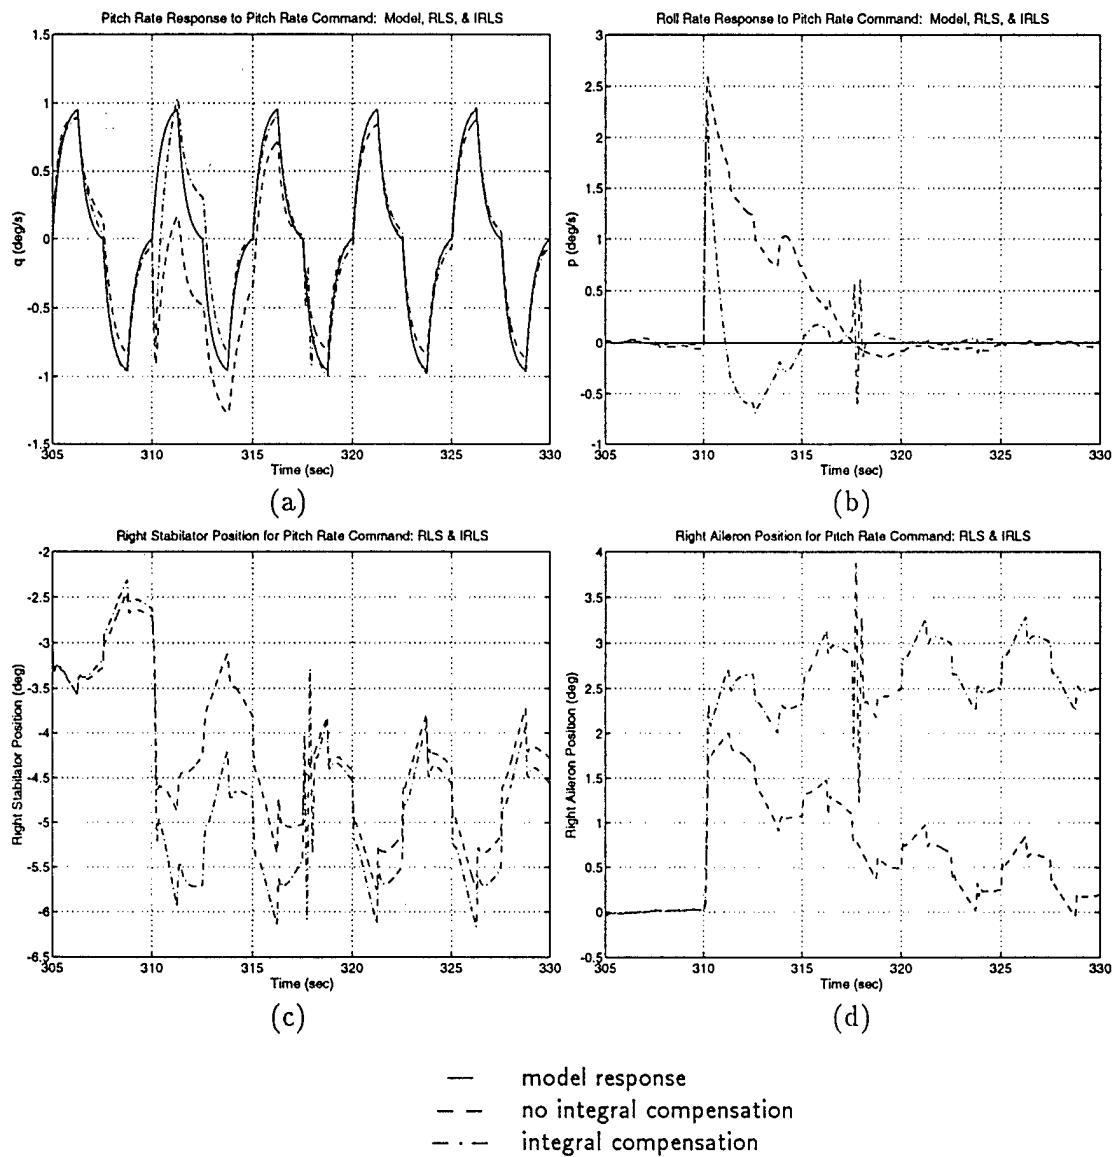 Pitch Rate Response to Pitch Rate Command: Model, RLS, & IRLS
1.5
1
0.5
0
-0.5
-1
-1.5
q (deg/s)
305 310 315 320 325 330
Time (sec)
(a)
Roll Rate Response to Pitch Rate Command: Model, RLS, & IRLS
3
2.5
2
1.5
1
0.5
0
-0.5
-1
p (deg/s)
305 310 315 320 325 330
Time (sec)
(b)
Right Stabilator Position for Pitch Rate Command: RLS & IRLS
-2
-2.5
-3
-3.5
-4
-4.5
-5
-5.5
-6
-6.5
Right Stabilator Position (deg)
305 310 315 320 325 330
Time (sec)
(c)
Right Aileron Position for Pitch Rate Command: RLS & IRLS
4
3.5
3
2.5
2
1.5
1
0.5
0
-0.5
Right Aileron Position (deg)
305 310 315 320 325 330
Time (sec)
(d)
model response
no integral compensation
integral compensation